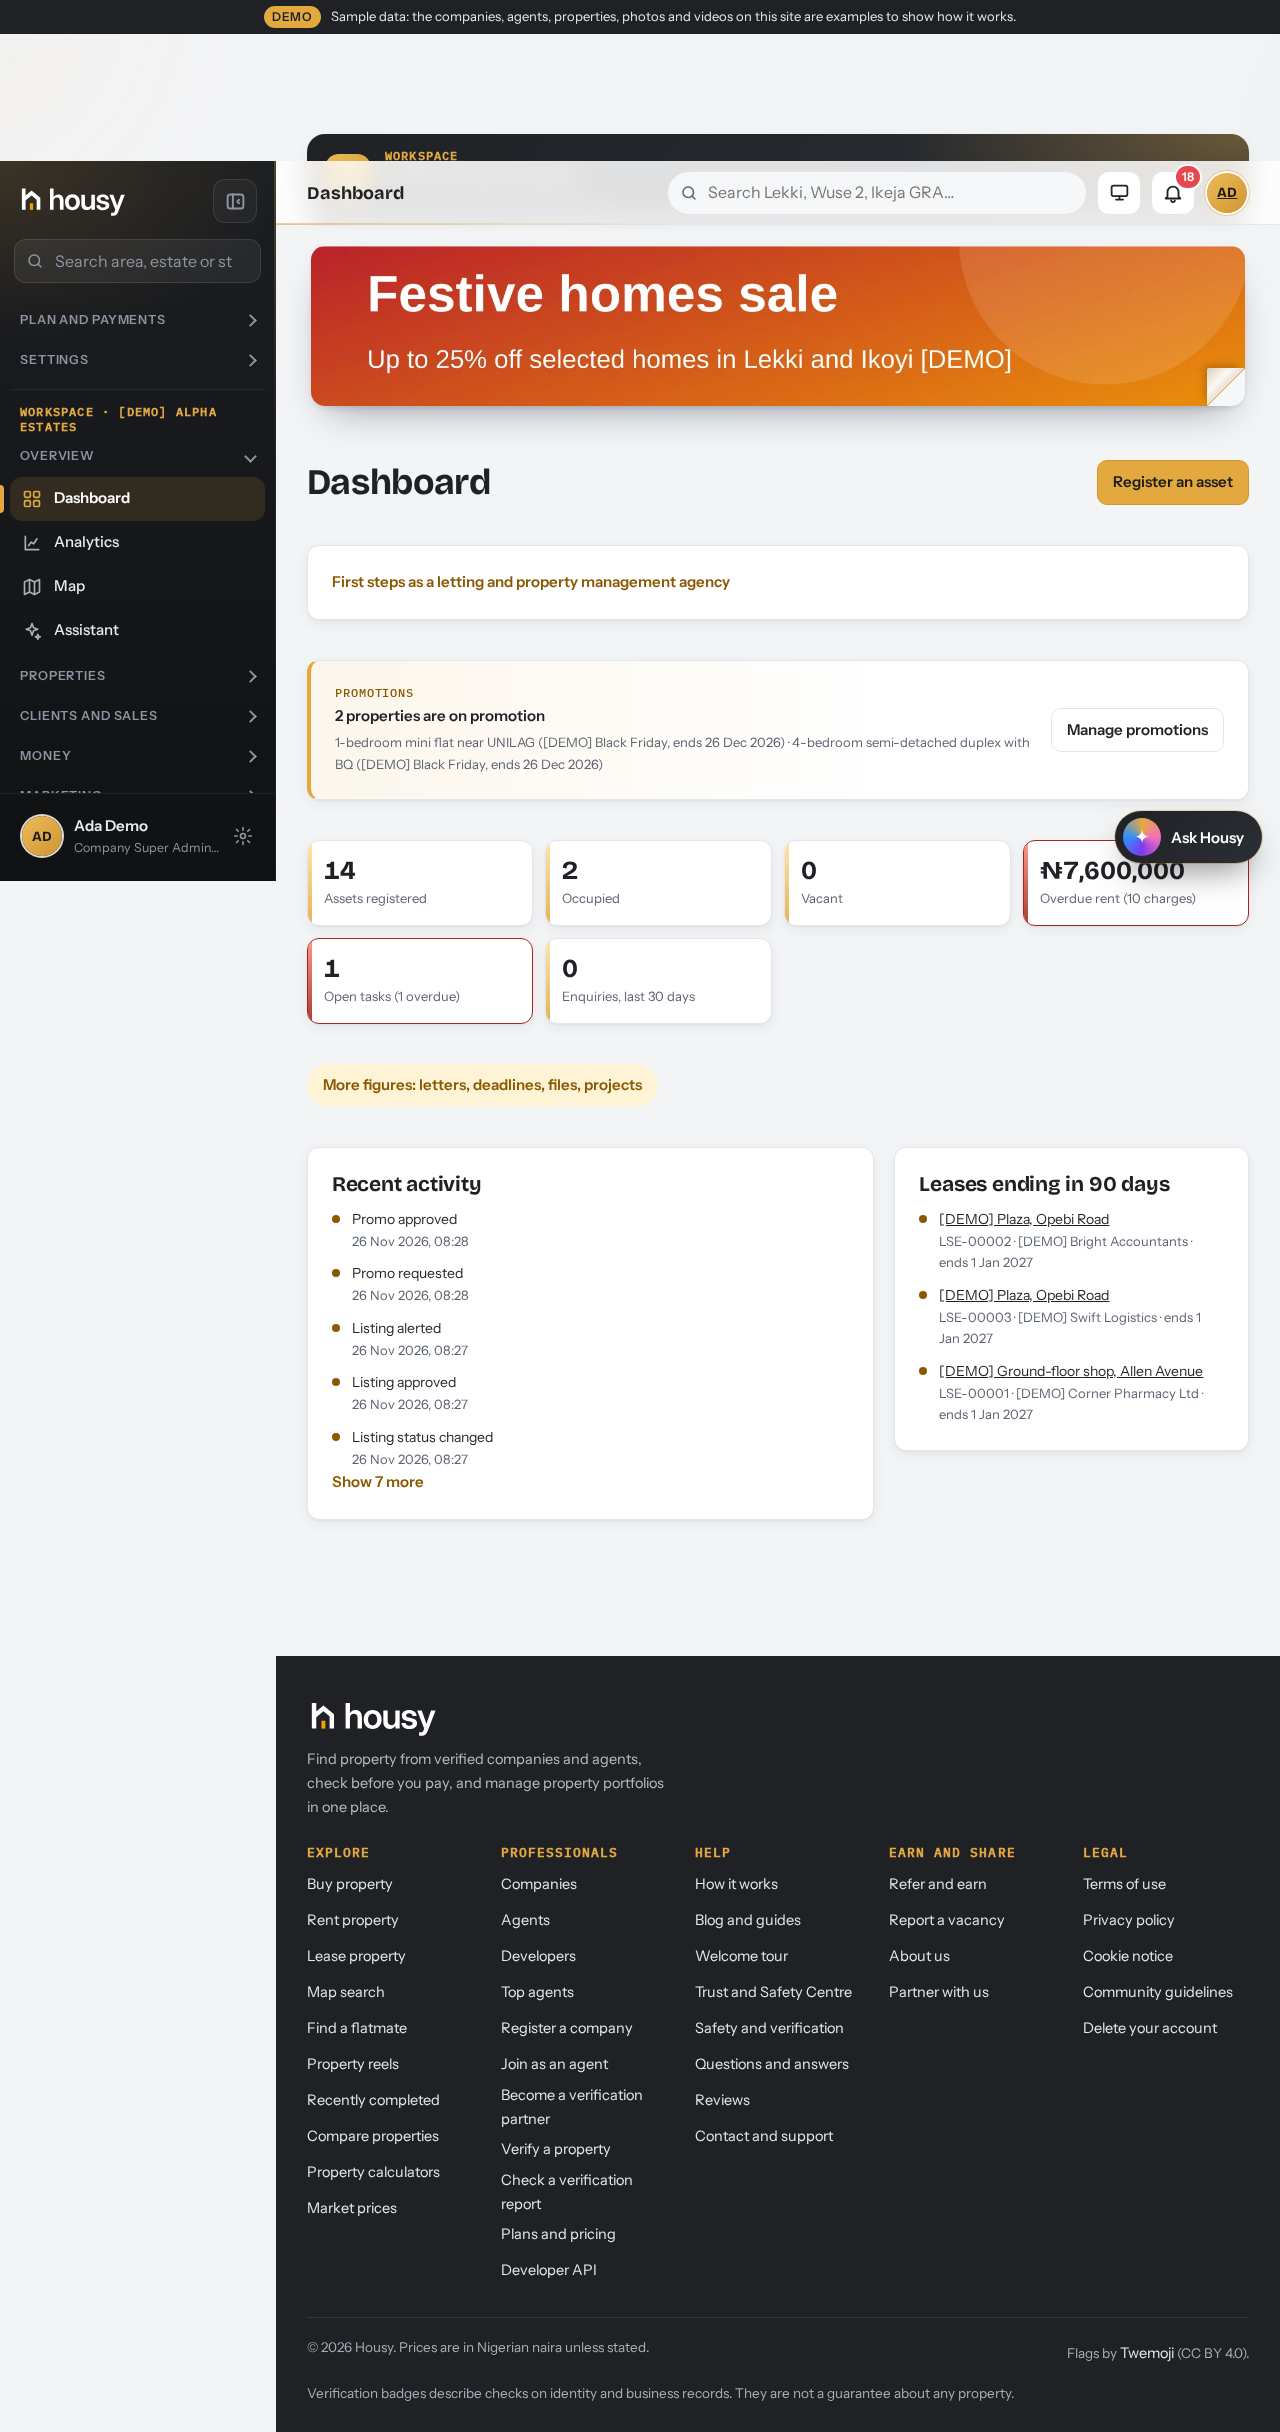 DEMO Sample data: the companies, agents, properties, photos and videos on this site are examples to show how it works.
WORKSPACE
housy
Dashboard
Search Lekki, Wuse 2, Ikeja GRA...
18
AD
Search area, estate or st
PLAN AND PAYMENTS
SETTINGS
WORKSPACE · [DEMO] ALPHA
ESTATES
OVERVIEW
Dashboard
Analytics
Map
Assistant
PROPERTIES
CLIENTS AND SALES
MONEY
MARKETING
AD
Ada Demo
Company Super Admin...
Festive homes sale
Up to 25% off selected homes in Lekki and Ikoyi [DEMO]
Dashboard
Register an asset
First steps as a letting and property management agency
PROMOTIONS
2 properties are on promotion
1-bedroom mini flat near UNILAG ([DEMO] Black Friday, ends 26 Dec 2026) · 4-bedroom semi-detached duplex with
BQ ([DEMO] Black Friday, ends 26 Dec 2026)
Manage promotions
Ask Housy
14
Assets registered
2
Occupied
0
Vacant
₦7,600,000
Overdue rent (10 charges)
1
Open tasks (1 overdue)
0
Enquiries, last 30 days
More figures: letters, deadlines, files, projects
Recent activity
Promo approved
26 Nov 2026, 08:28
Promo requested
26 Nov 2026, 08:28
Listing alerted
26 Nov 2026, 08:27
Listing approved
26 Nov 2026, 08:27
Listing status changed
26 Nov 2026, 08:27
Show 7 more
Leases ending in 90 days
[DEMO] Plaza, Opebi Road
LSE-00002 · [DEMO] Bright Accountants ·
ends 1 Jan 2027
[DEMO] Plaza, Opebi Road
LSE-00003 · [DEMO] Swift Logistics · ends 1
Jan 2027
[DEMO] Ground-floor shop, Allen Avenue
LSE-00001 · [DEMO] Corner Pharmacy Ltd ·
ends 1 Jan 2027
housy
Find property from verified companies and agents,
check before you pay, and manage property portfolios
in one place.
EXPLORE
Buy property
Rent property
Lease property
Map search
Find a flatmate
Property reels
Recently completed
Compare properties
Property calculators
Market prices
PROFESSIONALS
Companies
Agents
Developers
Top agents
Register a company
Join as an agent
Become a verification
partner
Verify a property
Check a verification
report
Plans and pricing
Developer API
HELP
How it works
Blog and guides
Welcome tour
Trust and Safety Centre
Safety and verification
Questions and answers
Reviews
Contact and support
EARN AND SHARE
Refer and earn
Report a vacancy
About us
Partner with us
LEGAL
Terms of use
Privacy policy
Cookie notice
Community guidelines
Delete your account
© 2026 Housy. Prices are in Nigerian naira unless stated.
Flags by Twemoji (CC BY 4.0).
Verification badges describe checks on identity and business records. They are not a guarantee about any property.